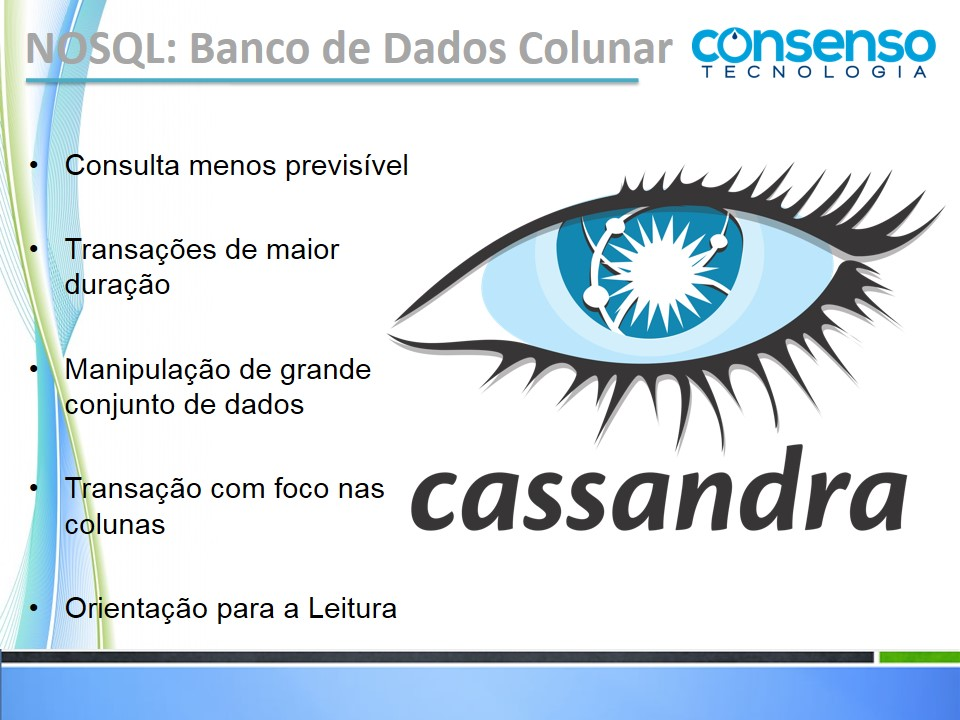 NOSQL: Banco de Dados Colunar
consenso
TECNOLOGIA
• Consulta menos previsível
• Transações de maior
duração
• Manipulação de grande
conjunto de dados
• Transação com foco nas
colunas
• Orientação para a Leitura
cassandra